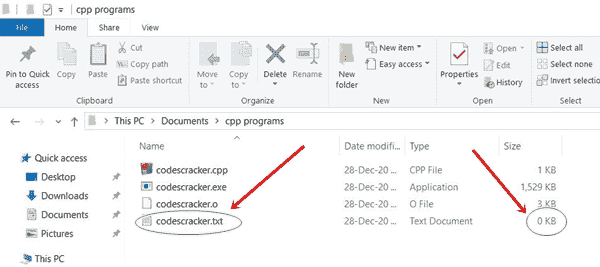 cpp programs
File
Home
Share
View
Pin to Quick access
Copy
Paste
Cut
Copy path
Paste shortcut
Clipboard
Move to
Copy to
Delete
Rename
Organize
New folder
New item
Easy access
New
Properties
Open
Edit
History
Open
Select all
Select none
Invert selectio
Select
This PC > Documents > cpp programs
Quick access
Desktop
Downloads
Documents
Pictures
This PC
Name Date modifi... Type Size
codescracker.cpp 28-Dec-20 ... CPP File 1 KB
codescracker.exe 28-Dec-20 ... Application 1,529 KB
codescracker.o 28-Dec-20 ... O File 3 KB
codescracker.txt 28-Dec-20 ... Text Document 0 KB